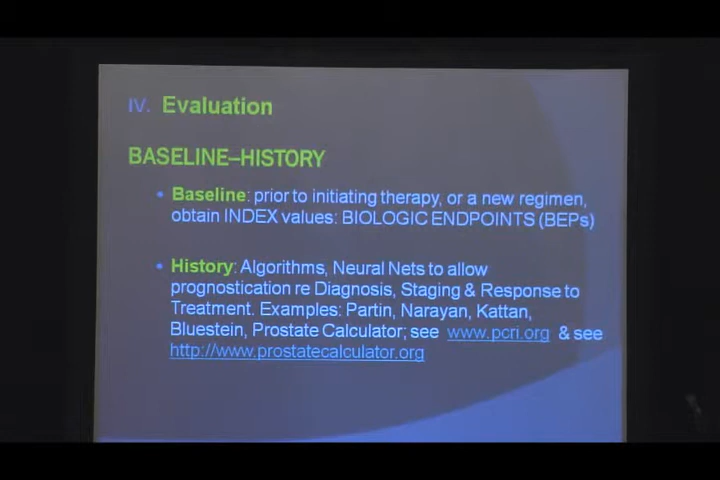 IV. Evaluation
BASELINE–HISTORY
• Baseline: prior to initiating therapy, or a new regimen,
obtain INDEX values: BIOLOGIC ENDPOINTS (BEPs)
• History: Algorithms, Neural Nets to allow
prognostication re Diagnosis, Staging & Response to
Treatment. Examples: Partin, Narayan, Kattan,
Bluestein, Prostate Calculator; see www.pcri.org & see
http://www.prostatecalculator.org